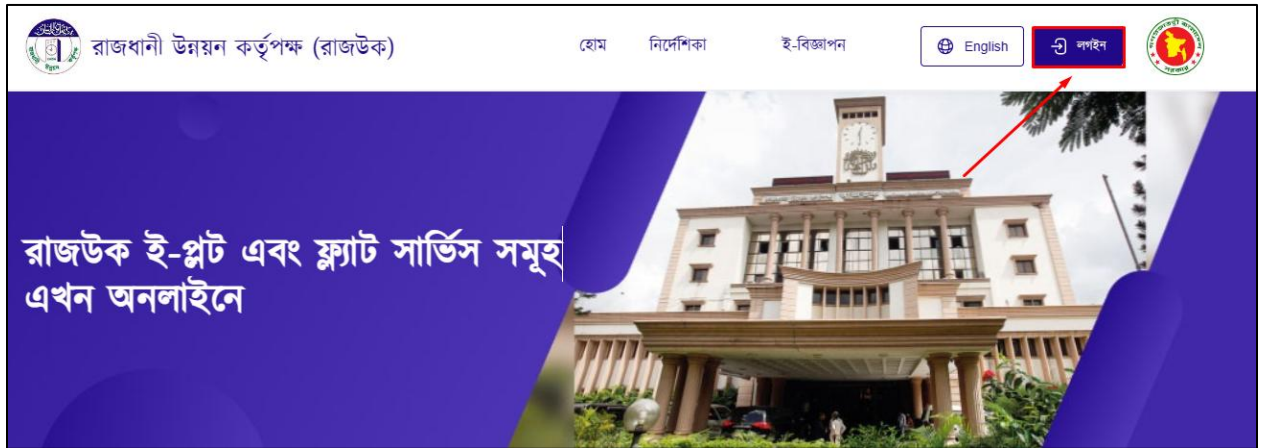 রাজধানী উন্নয়ন কর্তৃপক্ষ (রাজউক)
হোম
নির্দেশিকা
ই-বিজ্ঞাপন
English
লগইন
রাজউক ই-প্লট এবং ফ্ল্যাট সার্ভিস সমূহ
এখন অনলাইনে